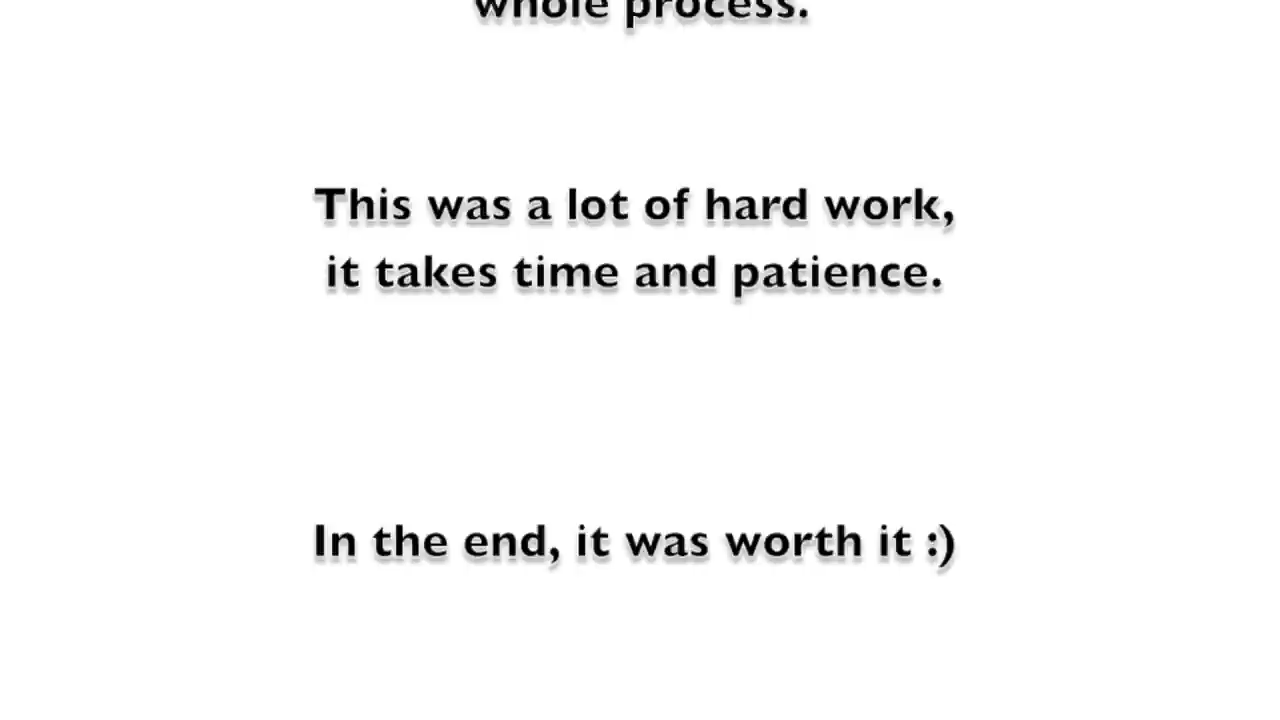 whole process.
This was a lot of hard work,
it takes time and patience.
In the end, it was worth it :)